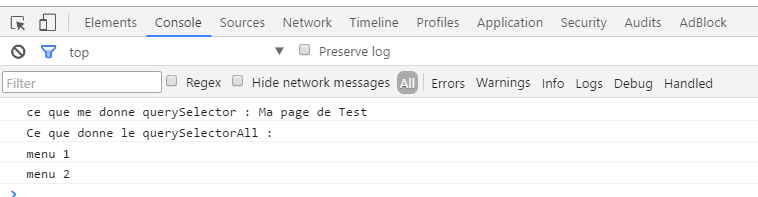 Elements Console Sources Network Timeline Profiles Application Security Audits AdBlock
top Preserve log
Filter Regex Hide network messages All Errors Warnings Info Logs Debug Handled
ce que me donne querySelector : Ma page de Test
Ce que donne le querySelectorAll :
menu 1
menu 2